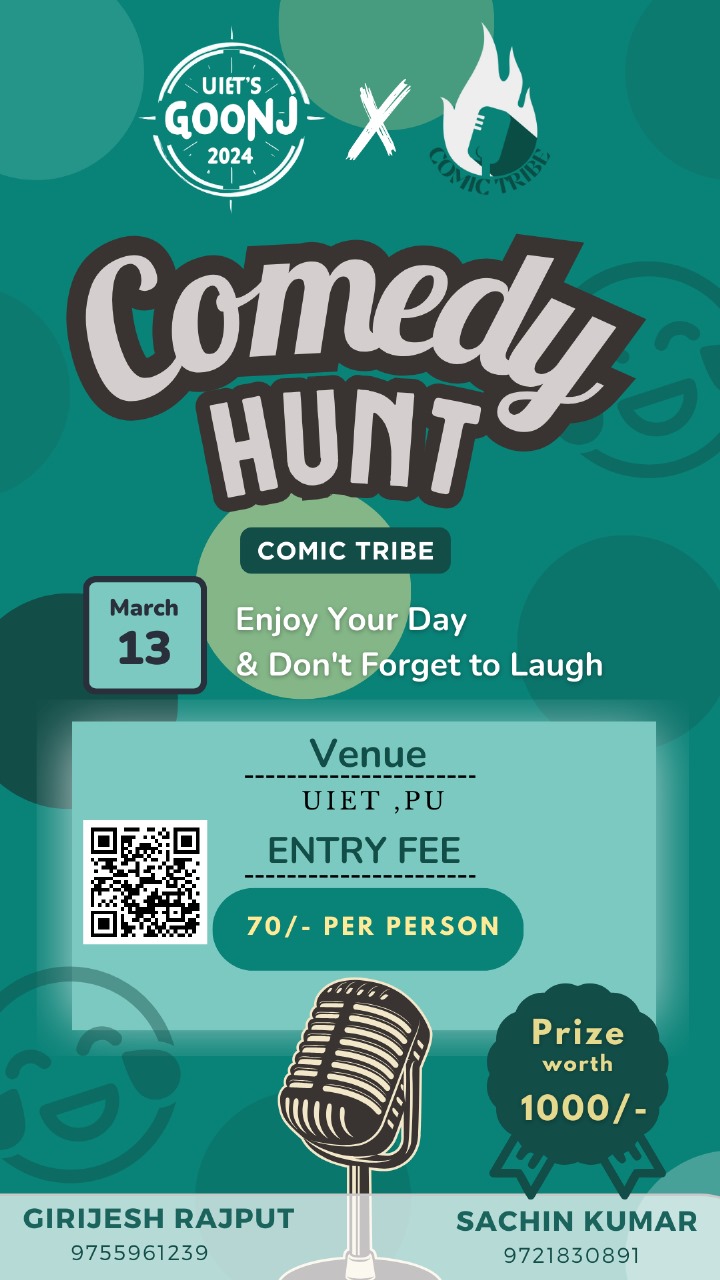 UIET'S
GOONJ
2024
X
COMIC TRIBE
Comedy
HUNT
COMIC TRIBE
March
13
Enjoy Your Day
& Don't Forget to Laugh
Venue
UIET ,PU
ENTRY FEE
70/- PER PERSON
Prize
worth
1000/-
GIRIJESH RAJPUT
9755961239
SACHIN KUMAR
9721830891